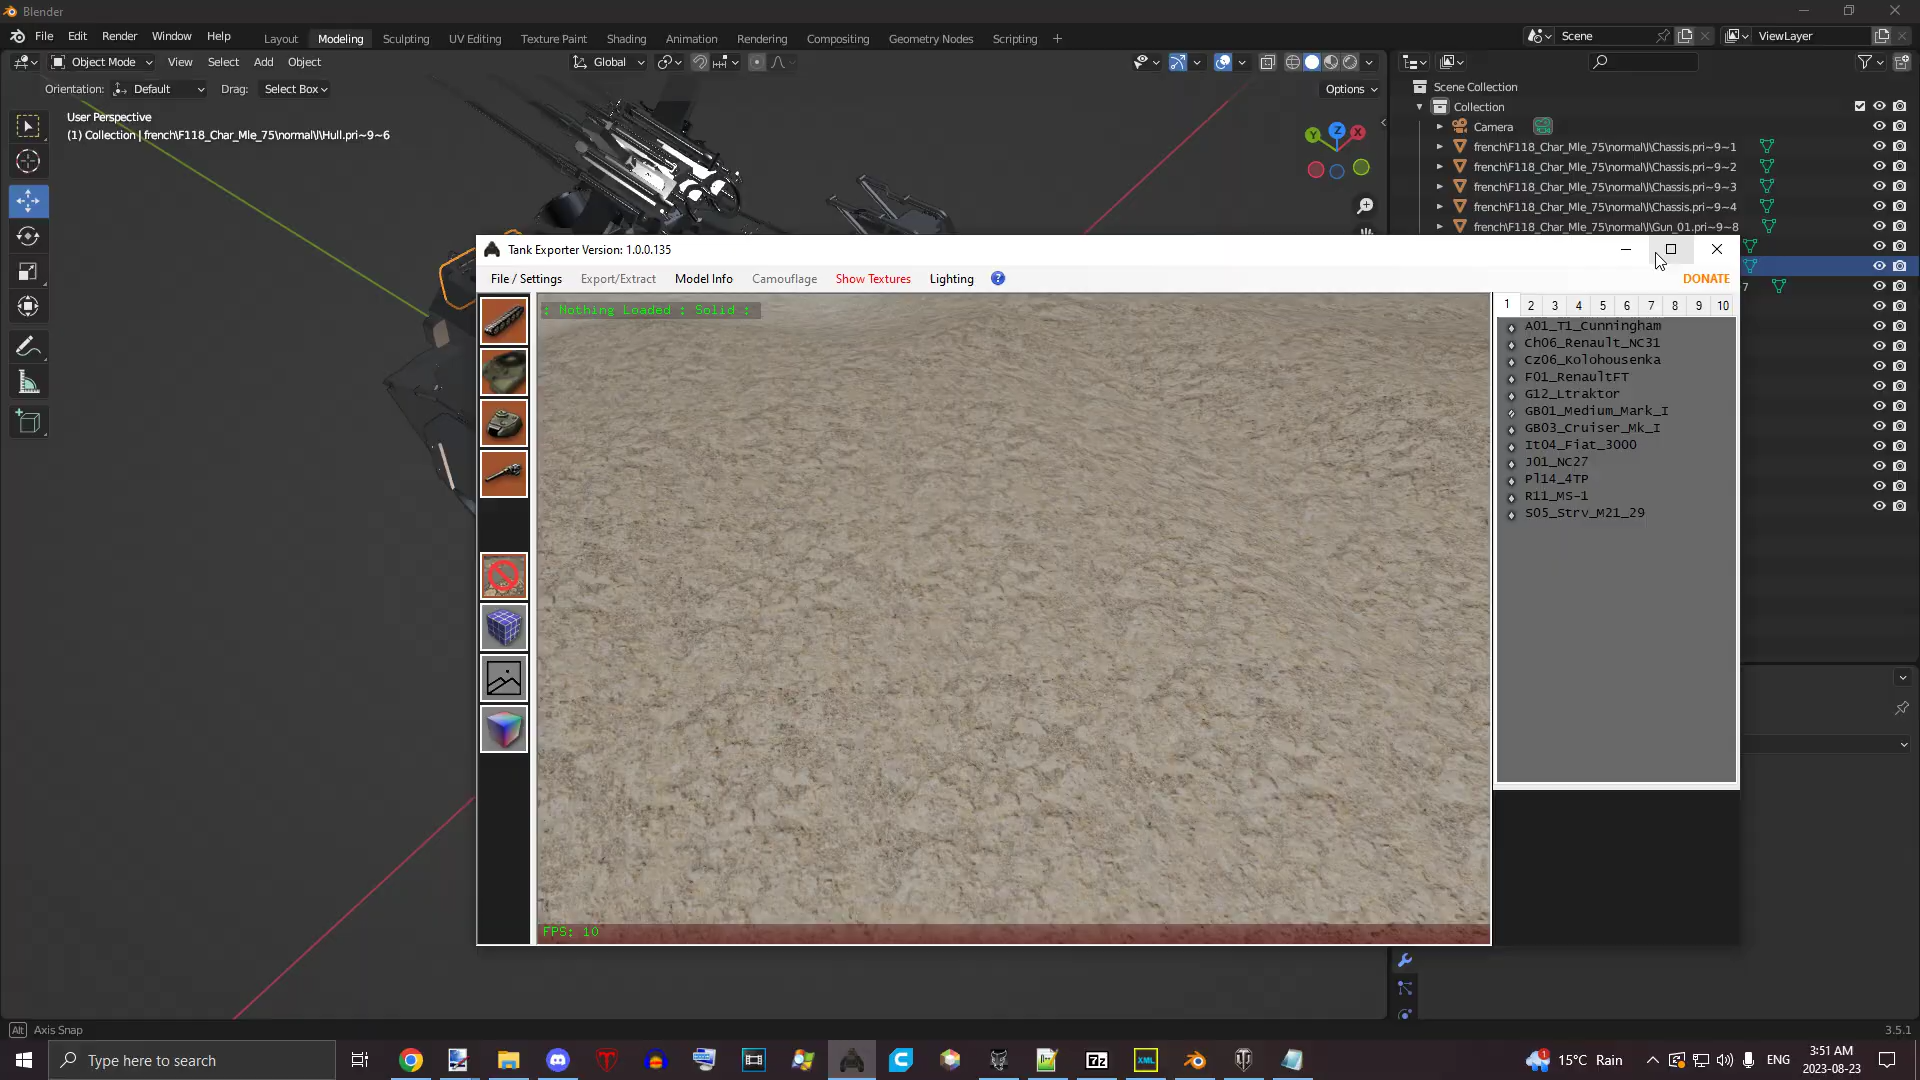 Blender
File Edit Render Window Help
Layout Modeling Sculpting UV Editing Texture Paint Shading Animation Rendering Compositing Geometry Nodes Scripting +
Scene
ViewLayer
Object Mode View Select Add Object
Global
Orientation: Default Drag: Select Box
Options
User Perspective
(1) Collection | french\F118_Char_Mle_75\normal\l\Hull.pri~9~6
Y Z X
Scene Collection
Collection
Camera
french\F118_Char_Mle_75\normal\l\Chassis.pri~9~1
french\F118_Char_Mle_75\normal\l\Chassis.pri~9~2
french\F118_Char_Mle_75\normal\l\Chassis.pri~9~3
french\F118_Char_Mle_75\normal\l\Chassis.pri~9~4
french\F118_Char_Mle_75\normal\l\Gun_01.pri~9~8
7
Tank Exporter Version: 1.0.0.135
File / Settings Export/Extract Model Info Camouflage Show Textures Lighting ?
DONATE
: Nothing Loaded : Solid :
1 2 3 4 5 6 7 8 9 10
A01_T1_Cunningham
Ch06_Renault_NC31
Cz06_Kolohousenka
F01_RenaultFT
G12_Ltraktor
GB01_Medium_Mark_I
GB03_Cruiser_Mk_I
It04_Fiat_3000
J01_NC27
Pl14_4TP
R11_MS-1
S05_Strv_M21_29
FPS: 10
Alt Axis Snap
3.5.1
Type here to search
7z
XML
1
15°C Rain
ENG
3:51 AM
2023-08-23